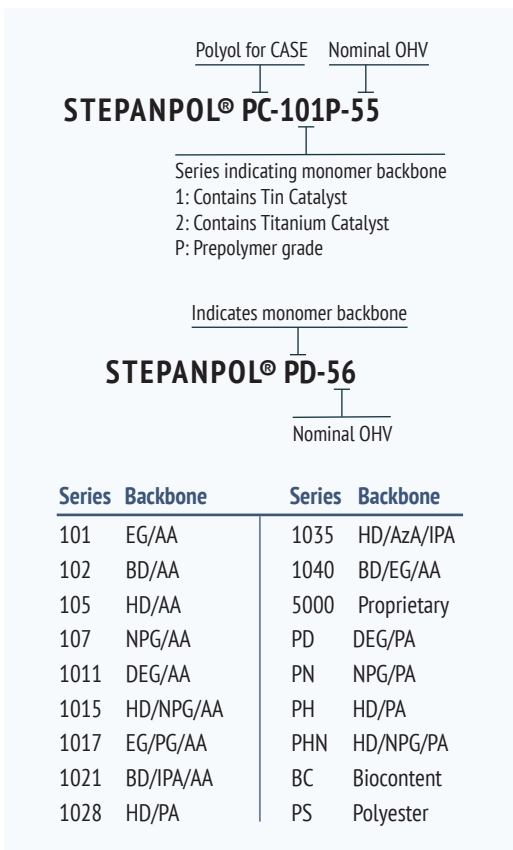 Polyol for CASE Nominal OHV
STEPANPOL® PC-101P-55
Series indicating monomer backbone
1: Contains Tin Catalyst
2: Contains Titanium Catalyst
P: Prepolymer grade
Indicates monomer backbone
STEPANPOL® PD-56
Nominal OHV
Series Backbone Series Backbone
101 EG/AA 1035 HD/AzA/IPA
102 BD/AA 1040 BD/EG/AA
105 HD/AA 5000 Proprietary
107 NPG/AA PD DEG/PA
1011 DEG/AA PN NPG/PA
1015 HD/NPG/AA PH HD/PA
1017 EG/PG/AA PHN HD/NPG/PA
1021 BD/IPA/AA BC Biocontent
1028 HD/PA PS Polyester